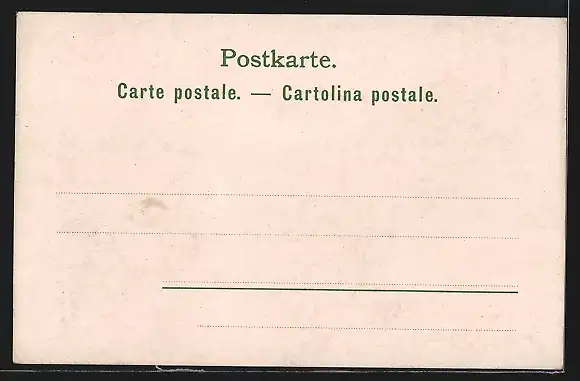 Postkarte.
Carte postale. — Cartolina postale.